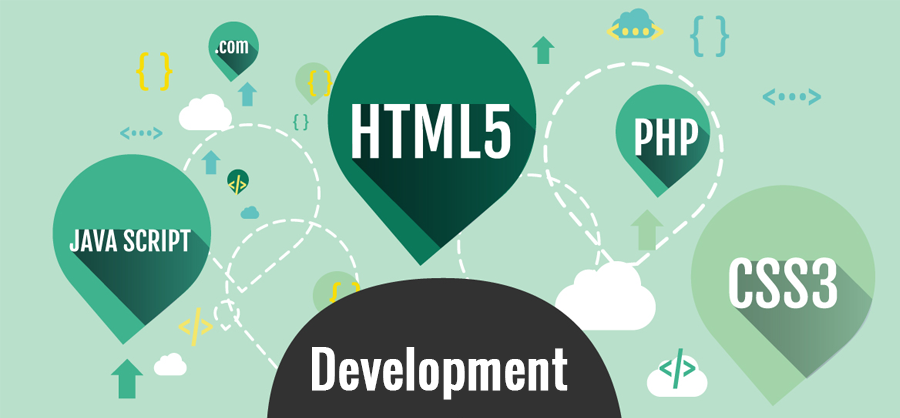 .com
{ }
{ }
{ }
<...>
{ }
<...>
HTML5
PHP
{ }
<...>
</>
JAVA SCRIPT
CSS3
{ }
</>
Development
</>